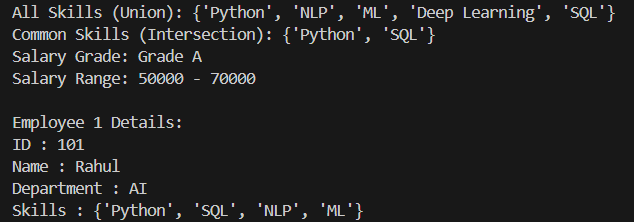 All Skills (Union): {'Python', 'NLP', 'ML', 'Deep Learning', 'SQL'}
Common Skills (Intersection): {'Python', 'SQL'}
Salary Grade: Grade A
Salary Range: 50000 - 70000
Employee 1 Details:
ID : 101
Name : Rahul
Department : AI
Skills : {'Python', 'SQL', 'NLP', 'ML'}